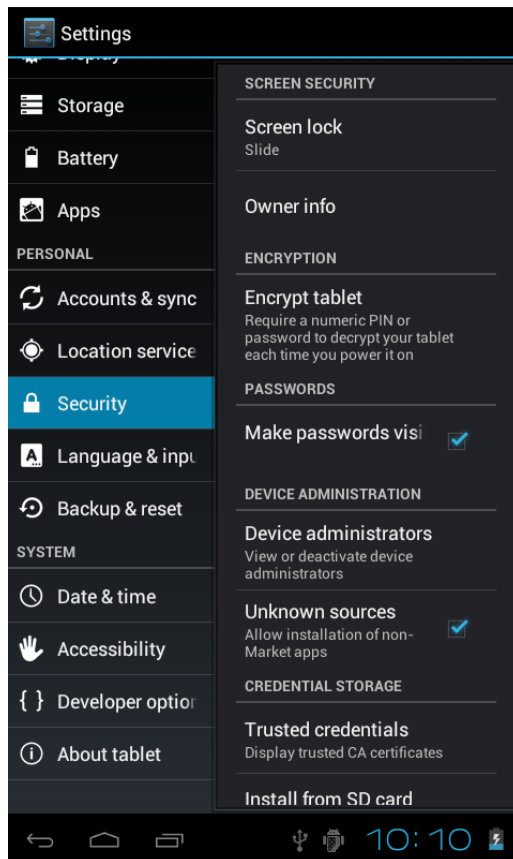 Settings
Display
Storage
Battery
Apps
PERSONAL
Accounts & sync
Location service
Security
Language & inpu
Backup & reset
SYSTEM
Date & time
Accessibility
{ } Developer option
About tablet
SCREEN SECURITY
Screen lock
Slide
Owner info
ENCRYPTION
Encrypt tablet
Require a numeric PIN or
password to decrypt your tablet
each time you power it on
PASSWORDS
Make passwords visi
DEVICE ADMINISTRATION
Device administrators
View or deactivate device
administrators
Unknown sources
Allow installation of non-
Market apps
CREDENTIAL STORAGE
Trusted credentials
Display trusted CA certificates
Install from SD card
10:10